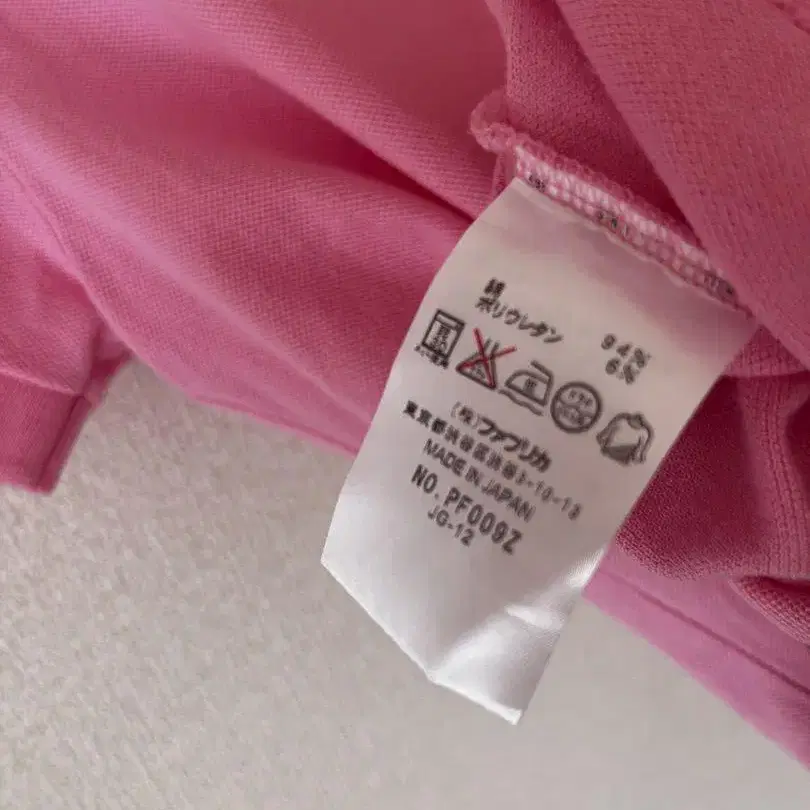 綿 94%
ポリウレタン 6%
(株)ファブリカ
東京都渋谷区渋谷3-10-13
MADE IN JAPAN
NO. PF009Z
JG-12